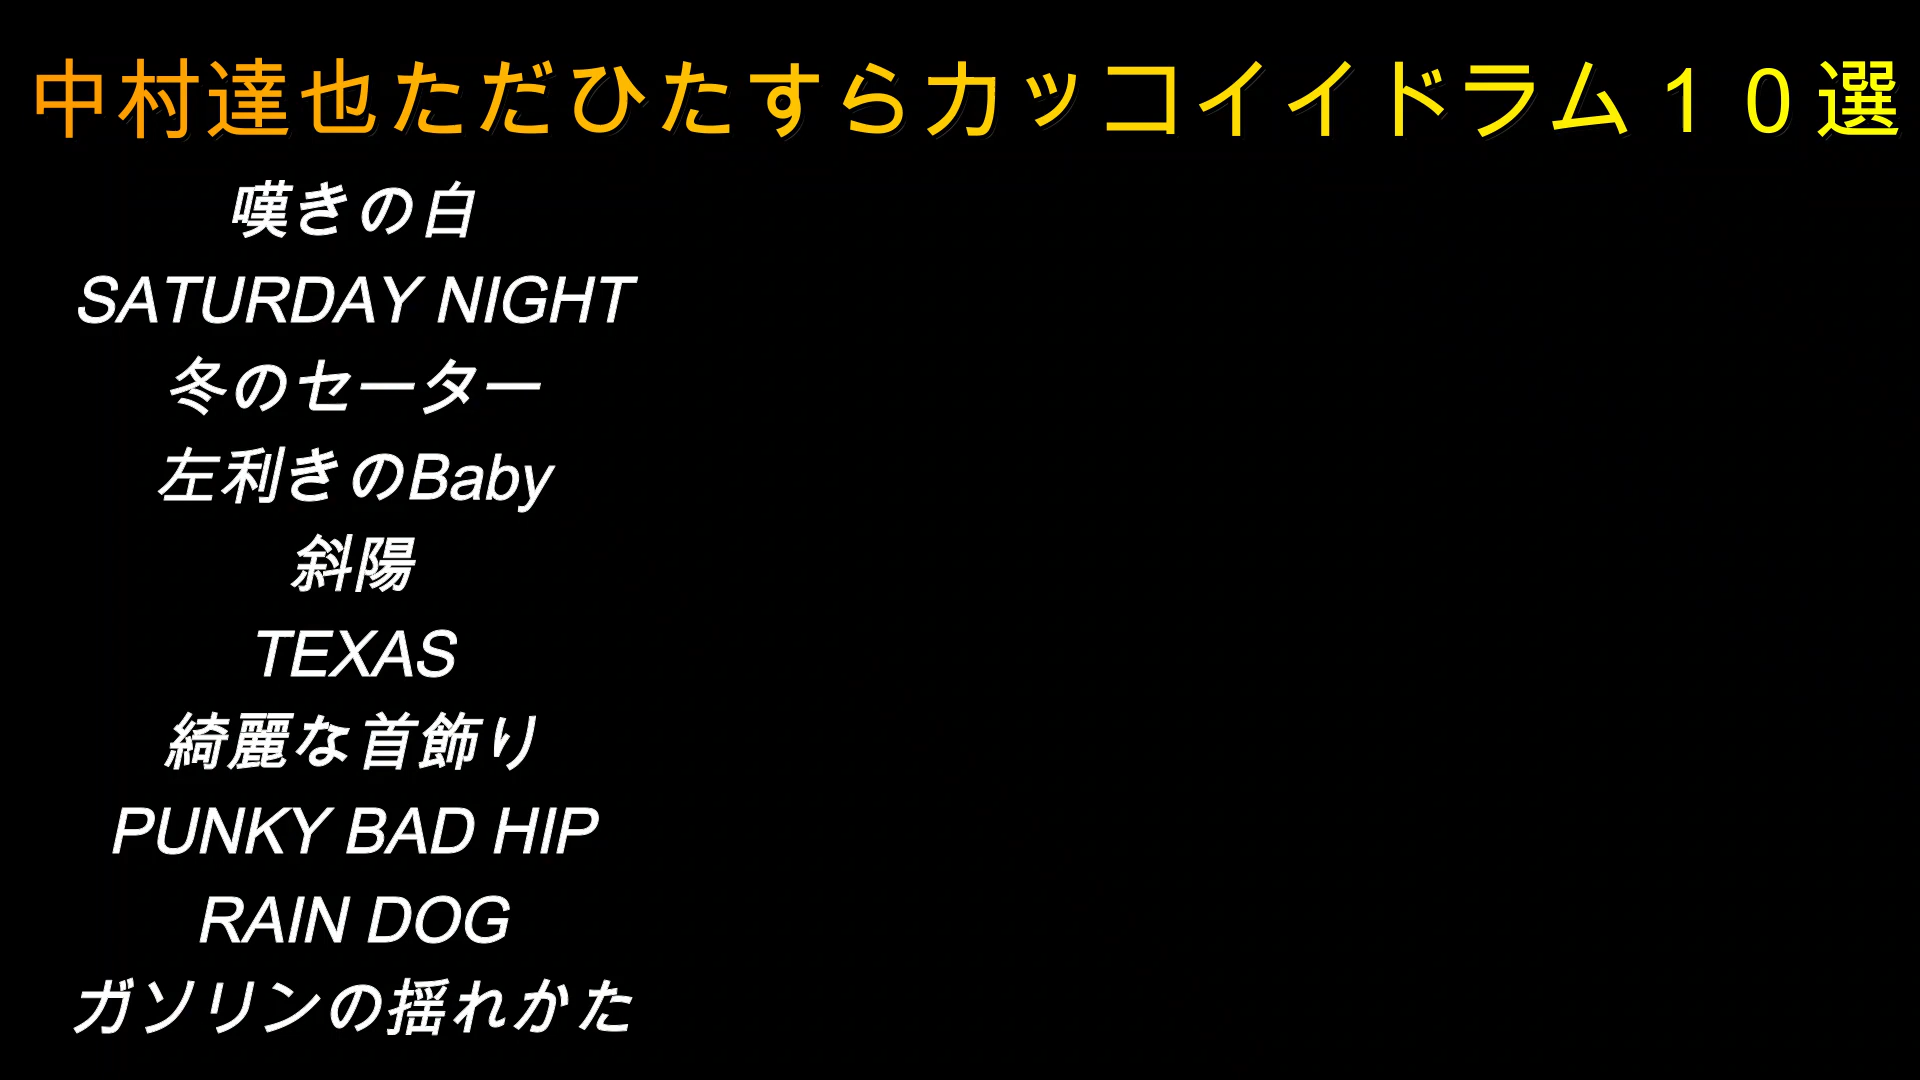 中村達也ただひたすらカッコイイドラム１０選
嘆きの白
SATURDAY NIGHT
冬のセーター
左利きのBaby
斜陽
TEXAS
綺麗な首飾り
PUNKY BAD HIP
RAIN DOG
ガソリンの揺れかた